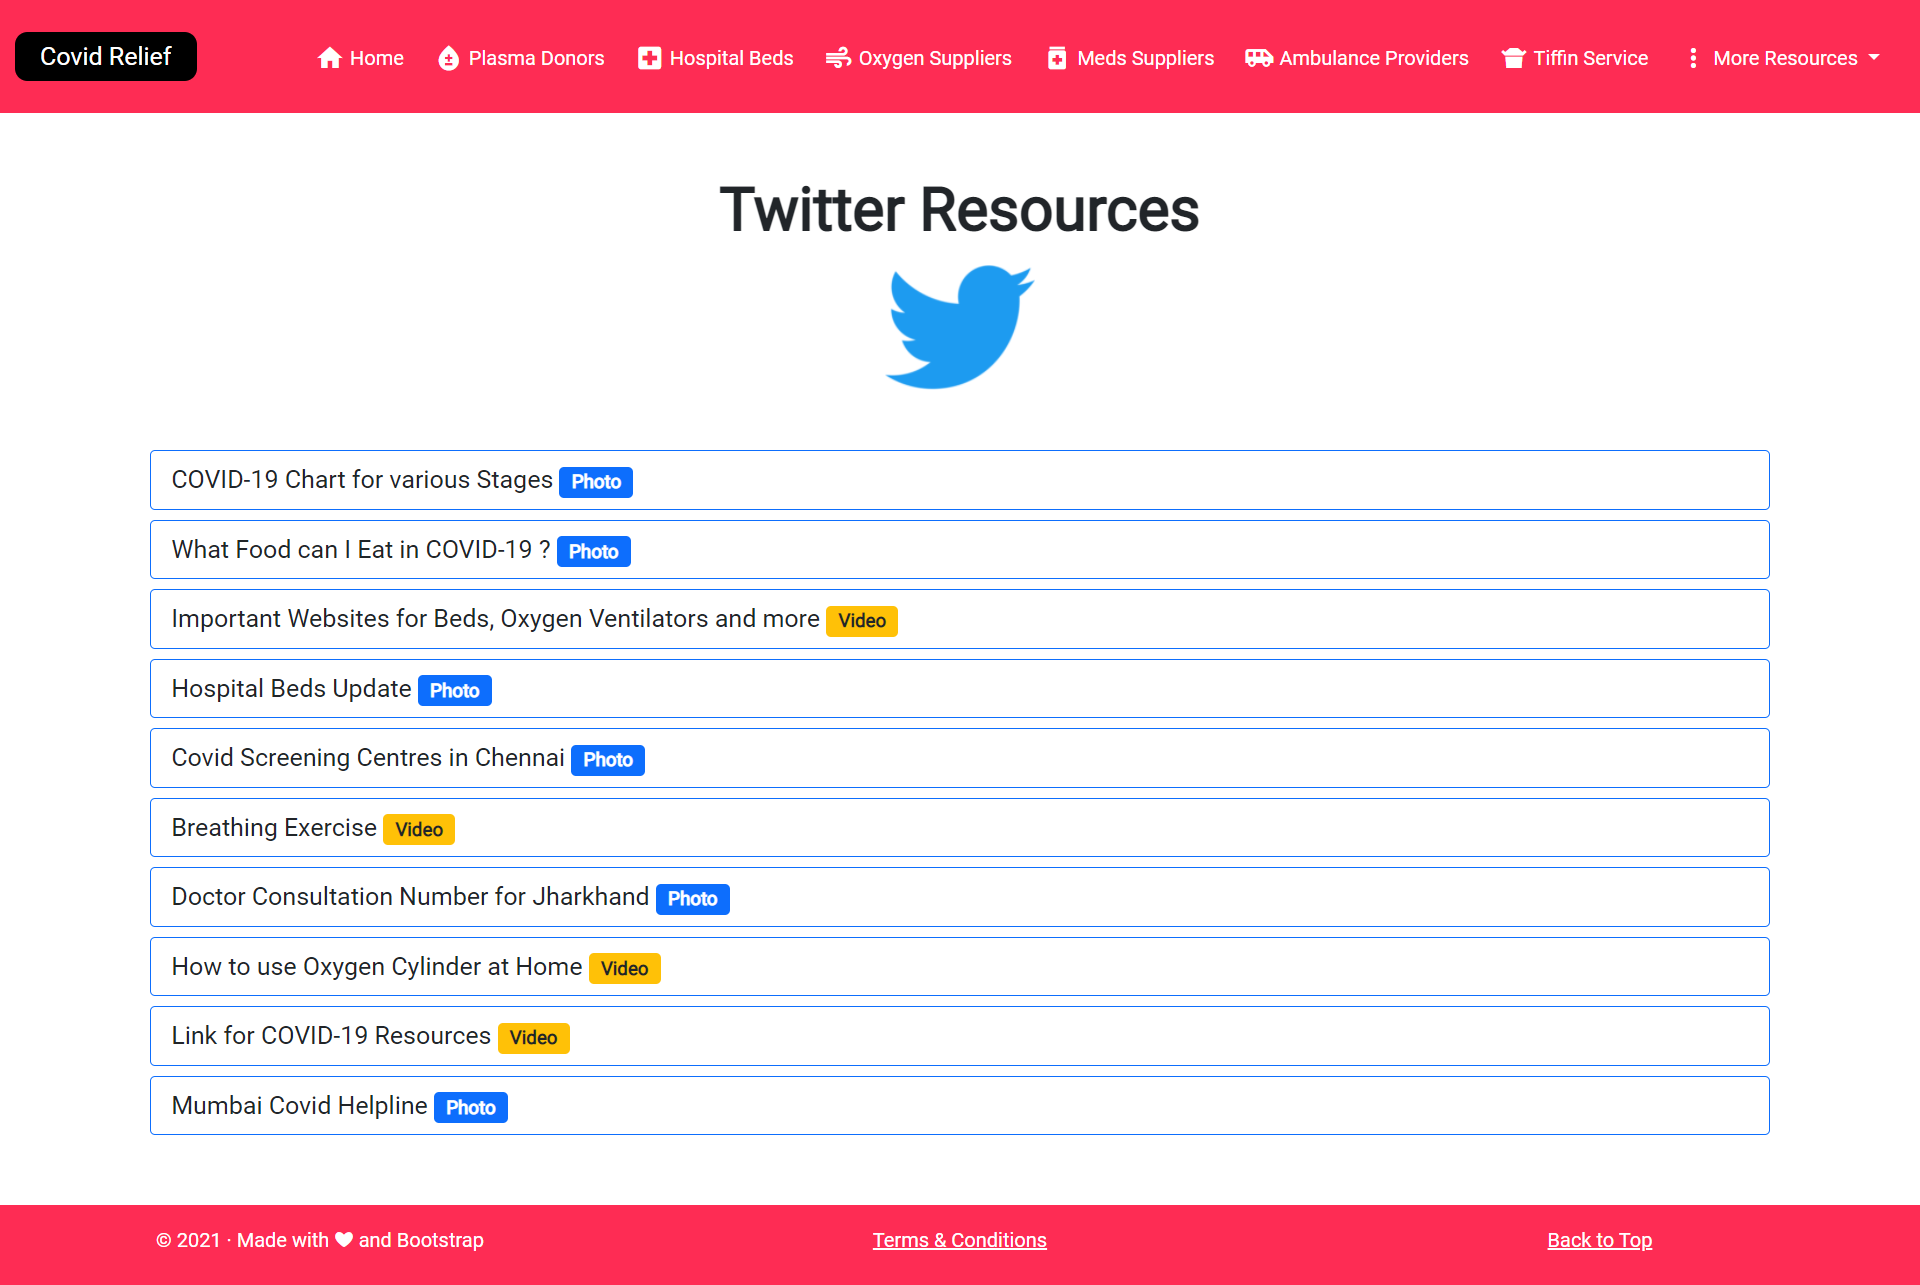 Covid Relief
Home
Plasma Donors
Hospital Beds
Oxygen Suppliers
Meds Suppliers
Ambulance Providers
Tiffin Service
More Resources
Twitter Resources
COVID-19 Chart for various Stages Photo
What Food can I Eat in COVID-19 ? Photo
Important Websites for Beds, Oxygen Ventilators and more Video
Hospital Beds Update Photo
Covid Screening Centres in Chennai Photo
Breathing Exercise Video
Doctor Consultation Number for Jharkhand Photo
How to use Oxygen Cylinder at Home Video
Link for COVID-19 Resources Video
Mumbai Covid Helpline Photo
© 2021 · Made with ♥ and Bootstrap
Terms & Conditions
Back to Top